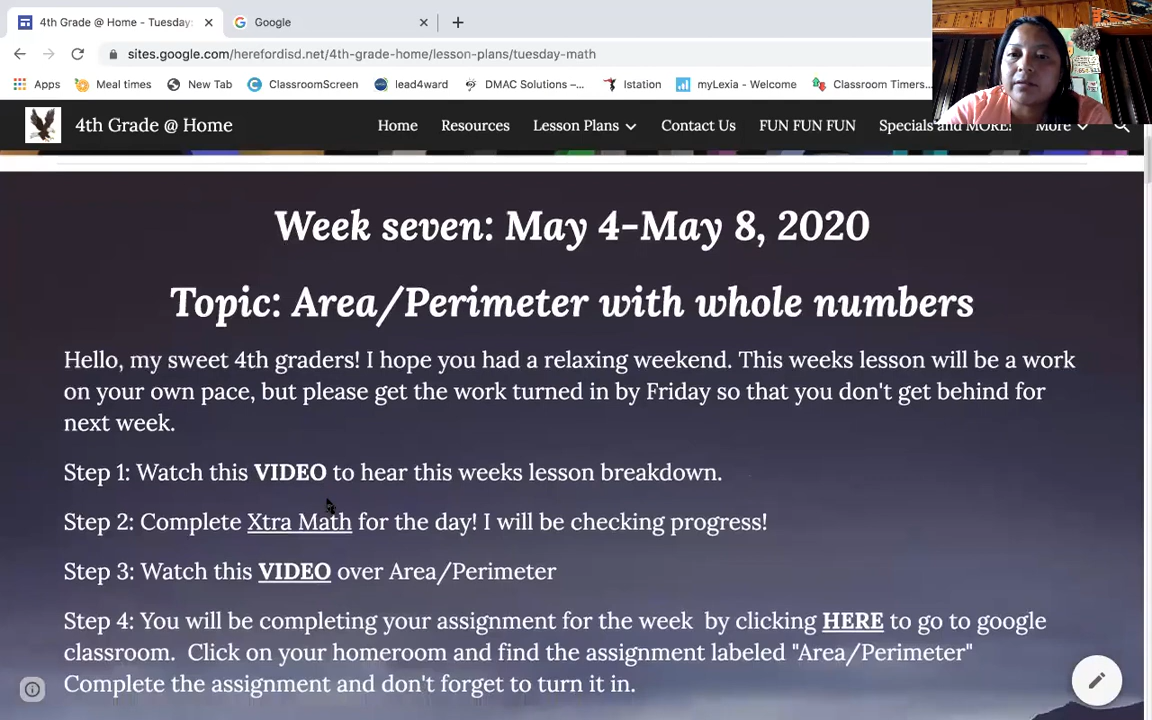 4th Grade @ Home - Tuesday:
Google
sites.google.com/herefordisd.net/4th-grade-home/lesson-plans/tuesday-math
Apps Meal times New Tab ClassroomScreen lead4ward DMAC Solutions –... Istation myLexia - Welcome Classroom Timers...
4th Grade @ Home Home Resources Lesson Plans Contact Us FUN FUN FUN Specials and MORE! More
Week seven: May 4-May 8, 2020
Topic: Area/Perimeter with whole numbers
Hello, my sweet 4th graders! I hope you had a relaxing weekend. This weeks lesson will be a work
on your own pace, but please get the work turned in by Friday so that you don't get behind for
next week.
Step 1: Watch this VIDEO to hear this weeks lesson breakdown.
Step 2: Complete Xtra Math for the day! I will be checking progress!
Step 3: Watch this VIDEO over Area/Perimeter
Step 4: You will be completing your assignment for the week by clicking HERE to go to google
classroom. Click on your homeroom and find the assignment labeled "Area/Perimeter"
Complete the assignment and don't forget to turn it in.